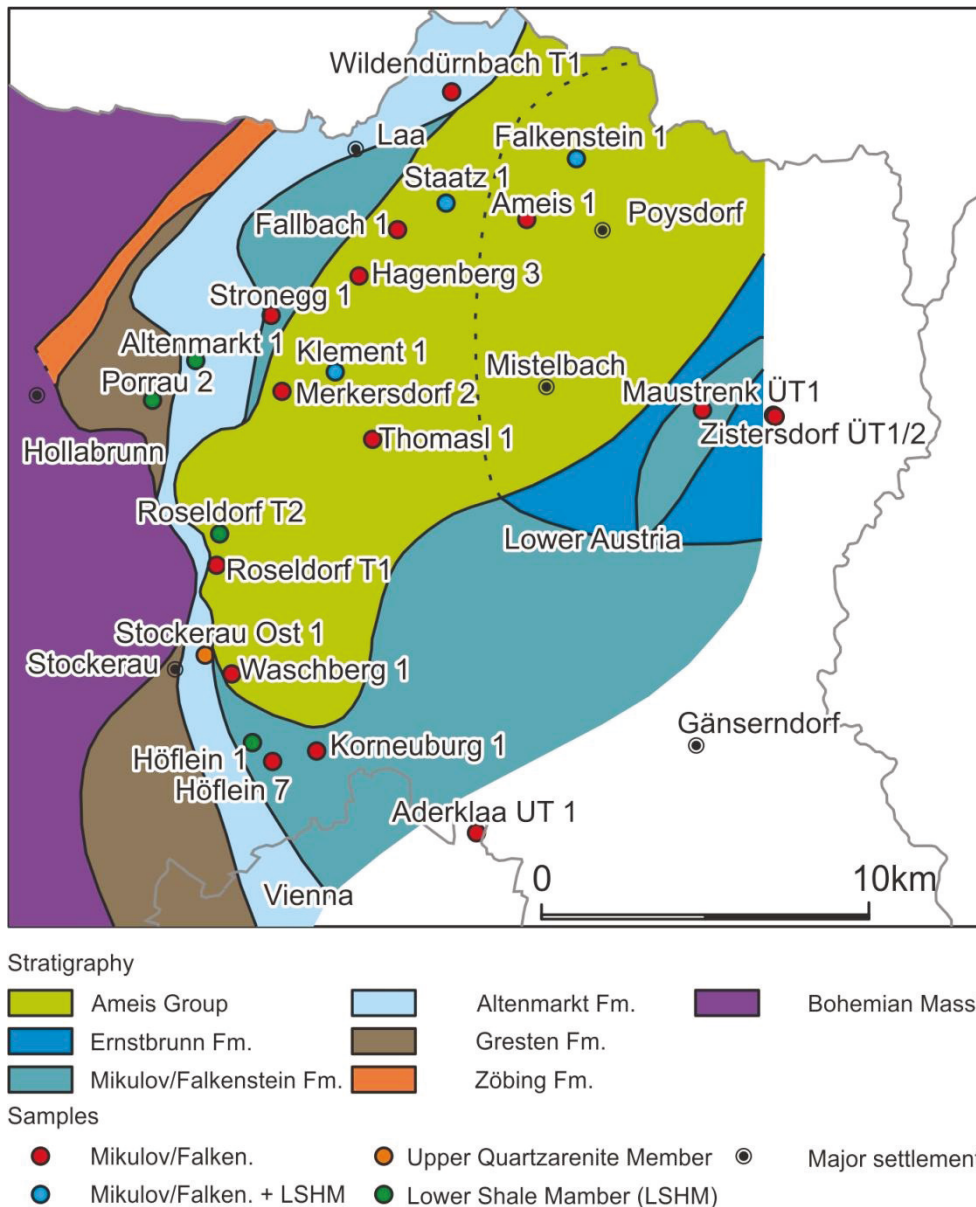 Wildendürnbach T1
Laa
Falkenstein 1
Staatz 1
Ameis 1
Poysdorf
Fallbach 1
Hagenberg 3
Stronegg 1
Altenmarkt 1
Klement 1
Porrau 2
Merkersdorf 2
Mistelbach
Maustrenk ÜT1
Zistersdorf ÜT1/2
Hollabrunn
Thomasl 1
Roseldorf T2
Lower Austria
Roseldorf T1
Stockerau Ost 1
Stockerau
Waschberg 1
Gänserndorf
Korneuburg 1
Höflein 1
Höflein 7
Aderklaa UT 1
0 10km
Vienna
Stratigraphy
Ameis Group Altenmarkt Fm. Bohemian Mass
Ernstbrunn Fm. Gresten Fm.
Mikulov/Falkenstein Fm. Zöbing Fm.
Samples
Mikulov/Falken. Upper Quartzarenite Member Major settlement
Mikulov/Falken. + LSHM Lower Shale Mamber (LSHM)